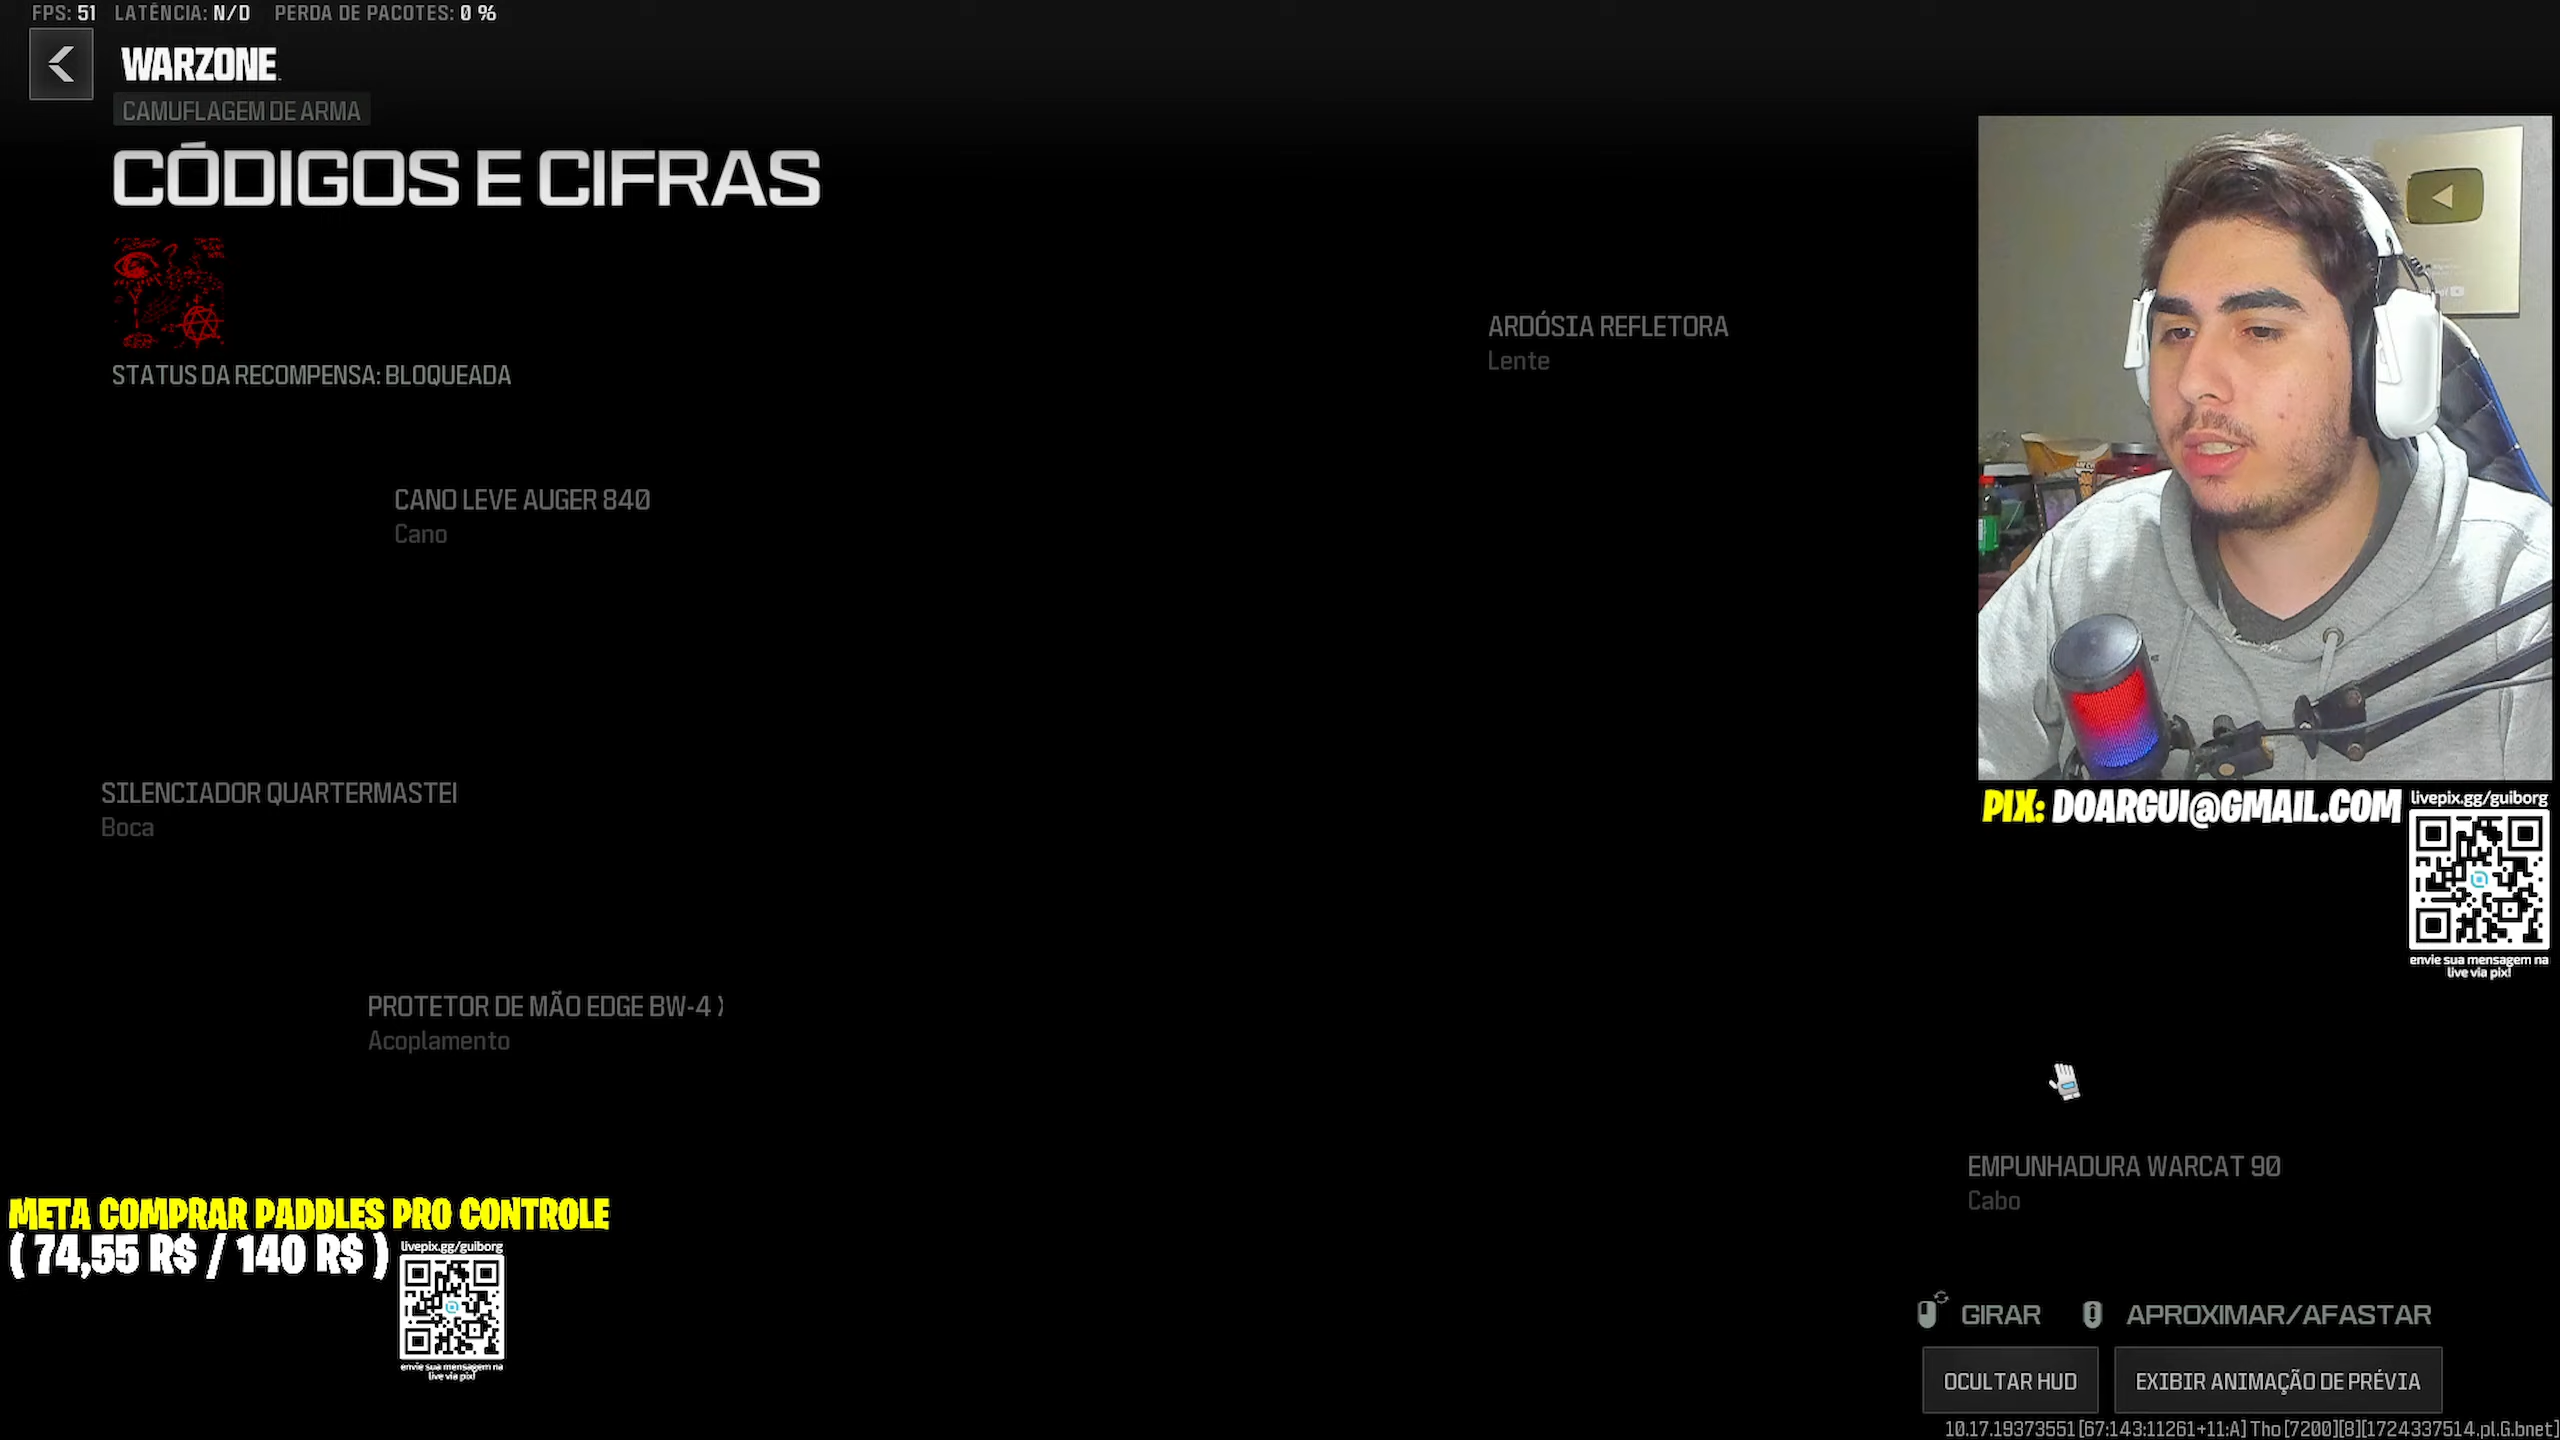 FPS: 51 LATÊNCIA: N/D PERDA DE PACOTES: 0 %
WARZONE
CAMUFLAGEM DE ARMA
CÓDIGOS E CIFRAS
STATUS DA RECOMPENSA: BLOQUEADA
ARDÓSIA REFLETORA
Lente
CANO LEVE AUGER 840
Cano
SILENCIADOR QUARTERMASTEI
Boca
PIX: DOARGUI@GMAIL.COM
livepix.gg/guiborg
envie sua mensagem na
live via pix!
PROTETOR DE MÃO EDGE BW-4
Acoplamento
EMPUNHADURA WARCAT 90
Cabo
META COMPRAR PADDLES PRO CONTROLE
( 74,55 R$ / 140 R$ )
livepix.gg/guiborg
envie sua mensagem na
live via pix!
GIRAR APROXIMAR/AFASTAR
OCULTAR HUD EXIBIR ANIMAÇÃO DE PRÉVIA
10.17.19373551 [67:143:11261+11:A] Tho [7200][8][1724337514.pl.G.bnet]